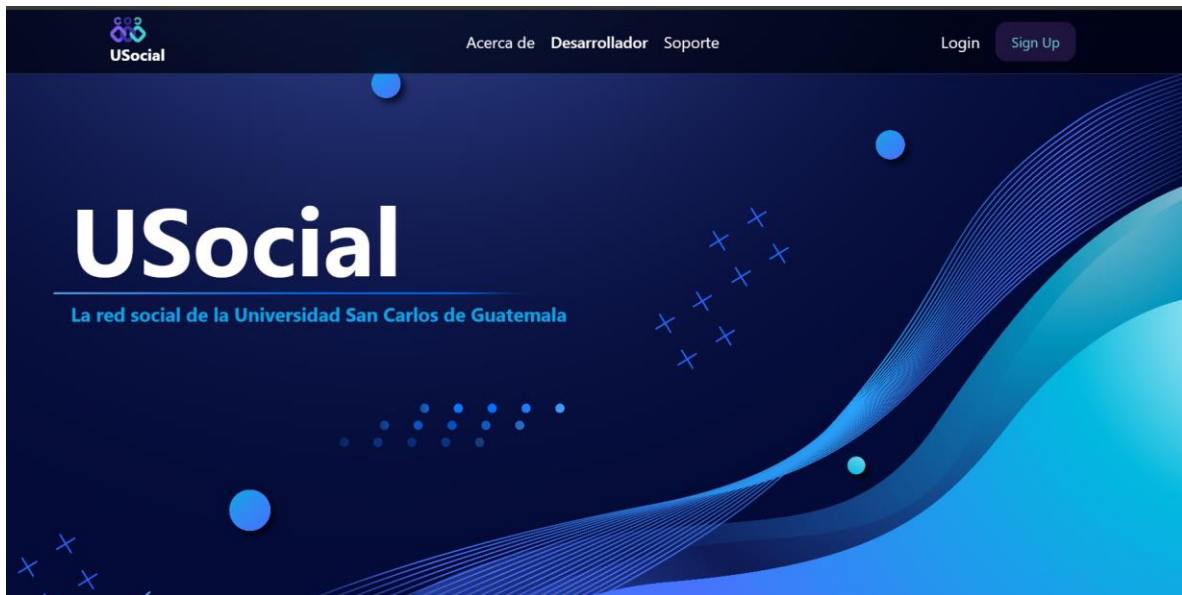 USocial
Acerca de Desarrollador Soporte
Login Sign Up
USocial
La red social de la Universidad San Carlos de Guatemala